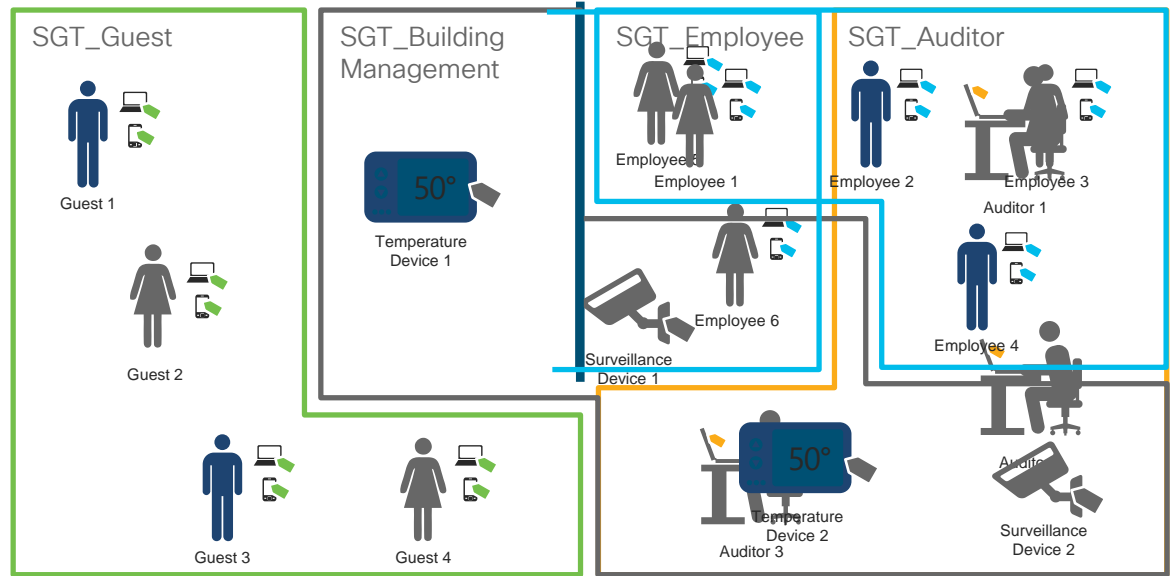 SGT_Guest
SGT_Building
Management
SGT_Employee
SGT_Auditor
Guest 1
Guest 2
Guest 3
Guest 4
50°
Temperature
Device 1
Employee
Employee 1
Employee 2
Employee 3
Auditor 1
Employee 6
Employee 4
Surveillance
Device 1
50°
Temperature
Device 2
Auditor 3
Surveillance
Device 2